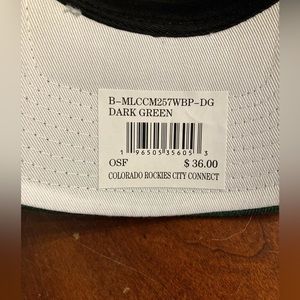 B-MLCCM257WBP-DG
DARK GREEN
1 96505 35605 3
OSF $ 36.00
COLORADO ROCKIES CITY CONNECT